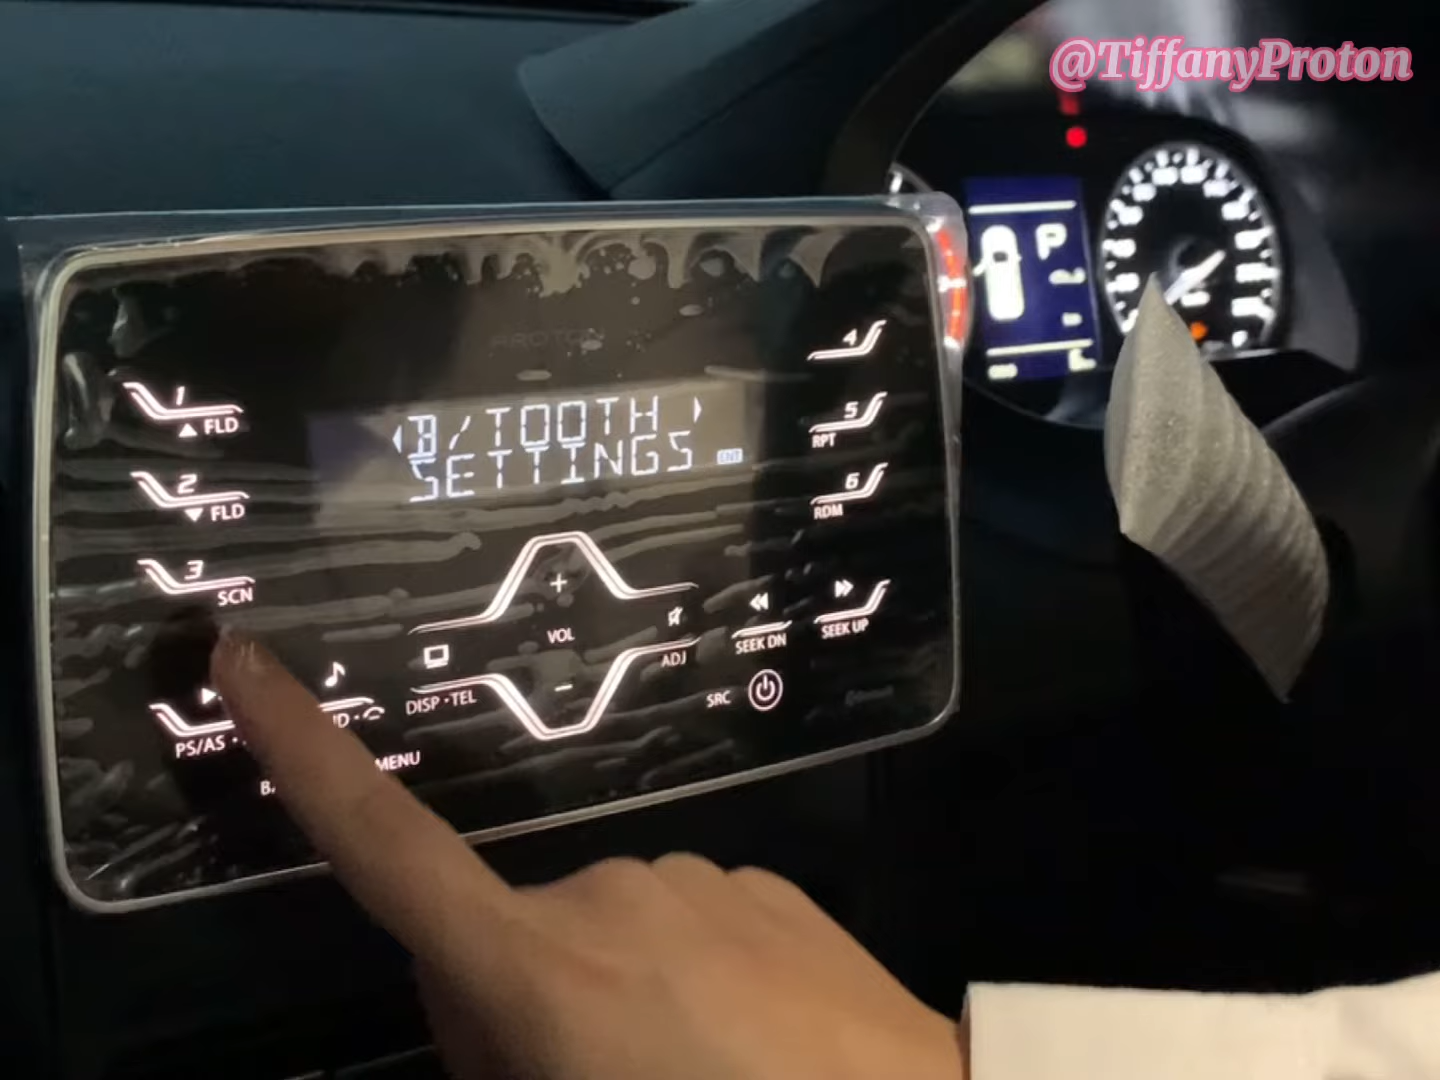 @TiffanyProton
P
PROTON
1
▲ FLD
2
▼ FLD
3
SCN
B/TOOTH
SETTINGS
ENT
4
5
RPT
6
RDM
+
VOL
−
ADJ
SEEK DN
SEEK UP
DISP • TEL
SRC
PS/AS •
MENU